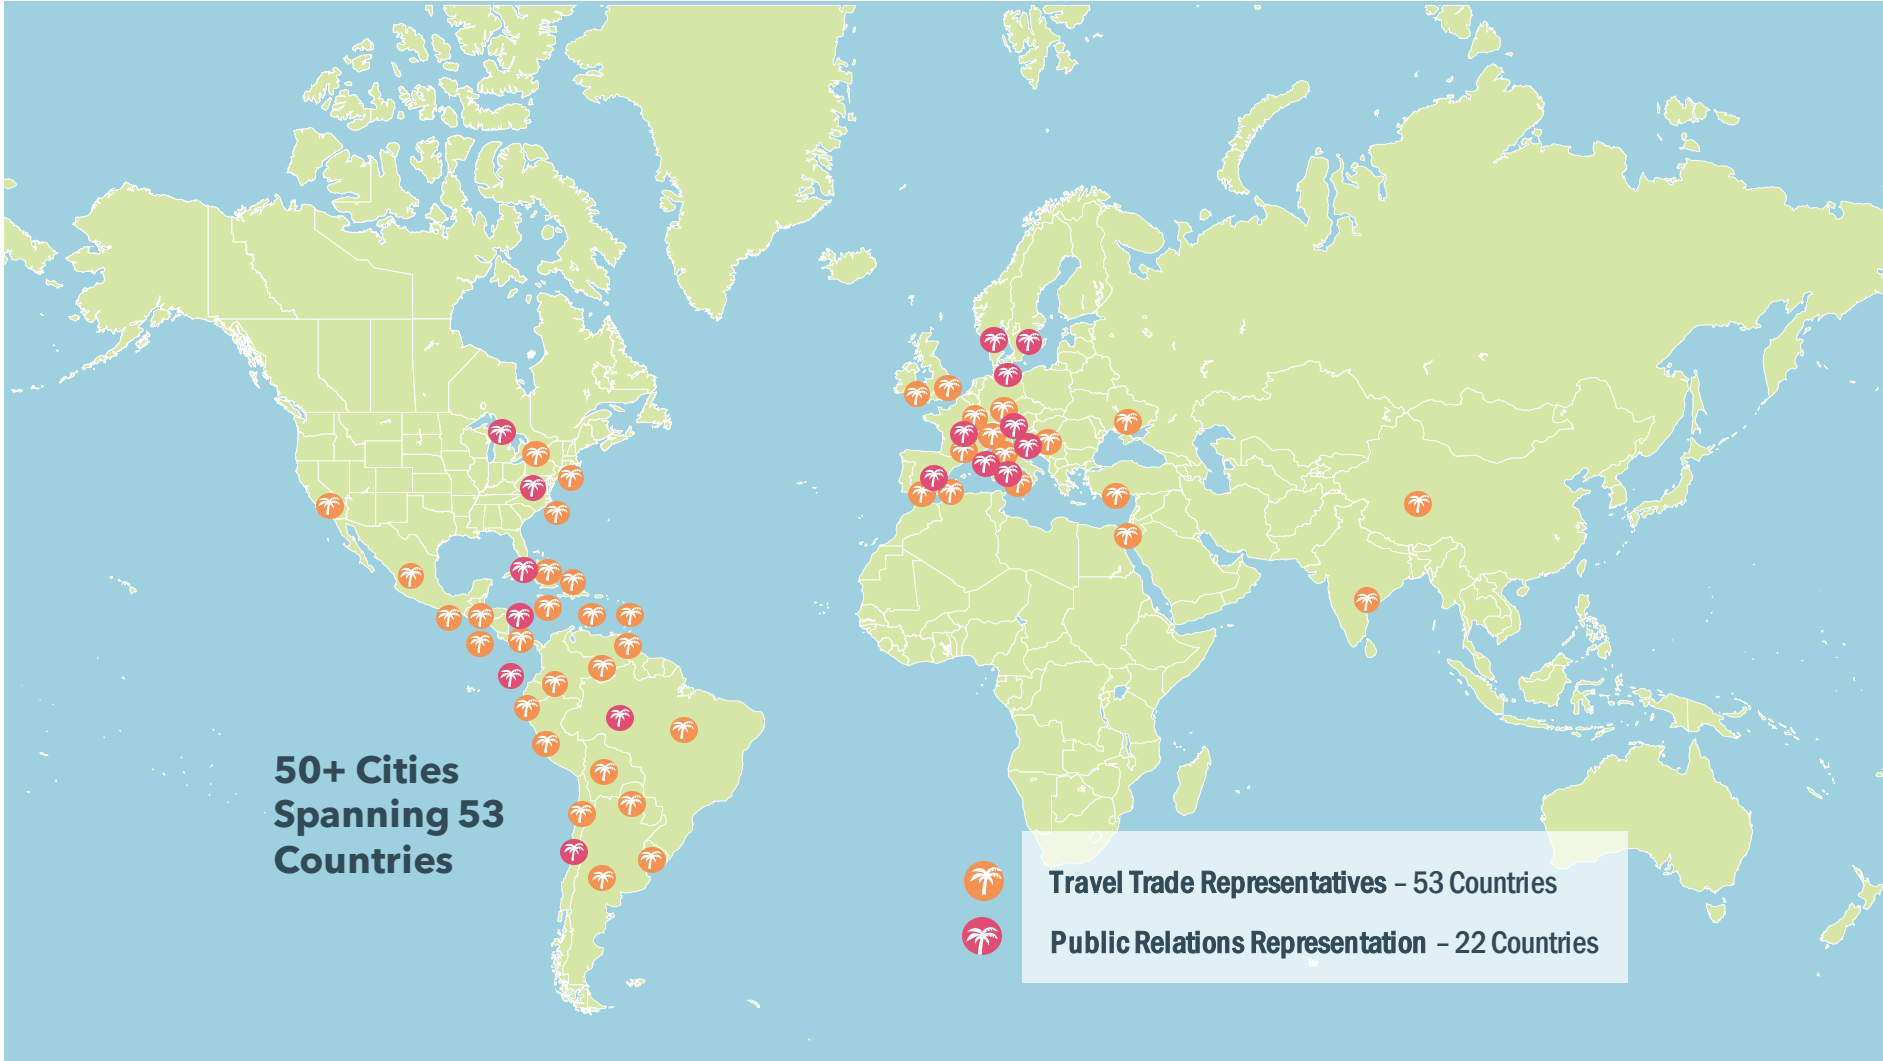 50+ Cities
Spanning 53
Countries
Travel Trade Representatives – 53 Countries
Public Relations Representation – 22 Countries